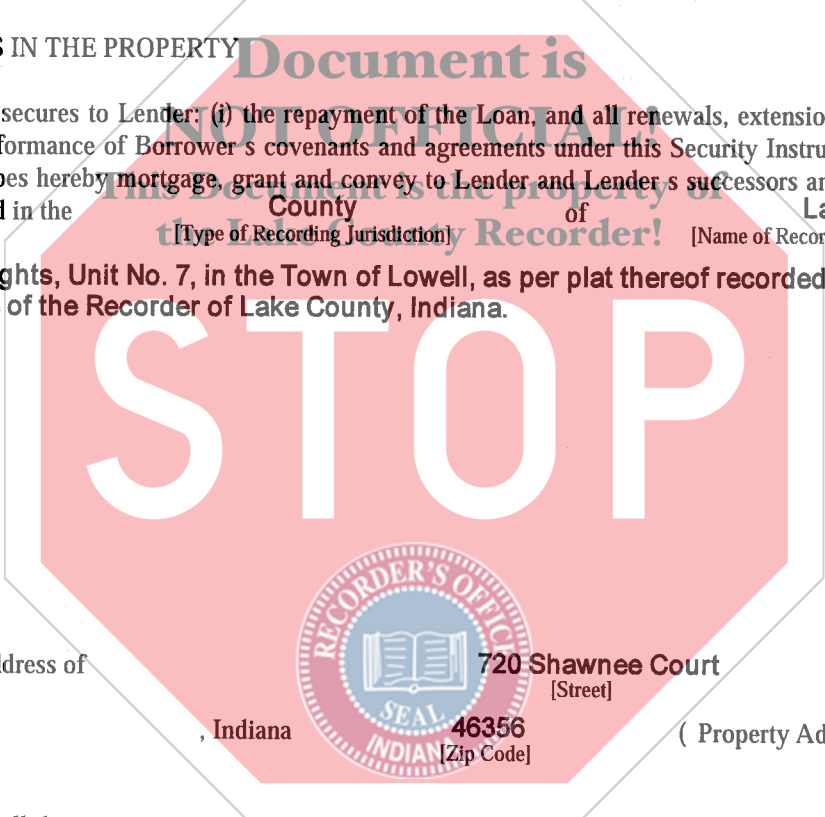 S IN THE PROPERTY
Document is
secures to Lender: (i) the repayment of the Loan, and all renewals, extensio
NOT OFFICIAL!
formance of Borrower s covenants and agreements under this Security Instru
oes hereby mortgage, grant and convey to Lender and Lender s successors an
This Document is the property of
d in the County of La
the Lake County Recorder!
[Type of Recording Jurisdiction] [Name of Recor
ghts, Unit No. 7, in the Town of Lowell, as per plat thereof recorded
of the Recorder of Lake County, Indiana.
STOP
RECORDER'S OFFICE
SEAL
INDIANA
ddress of 720 Shawnee Court
[Street]
, Indiana 46356 ( Property Ad
[Zip Code]